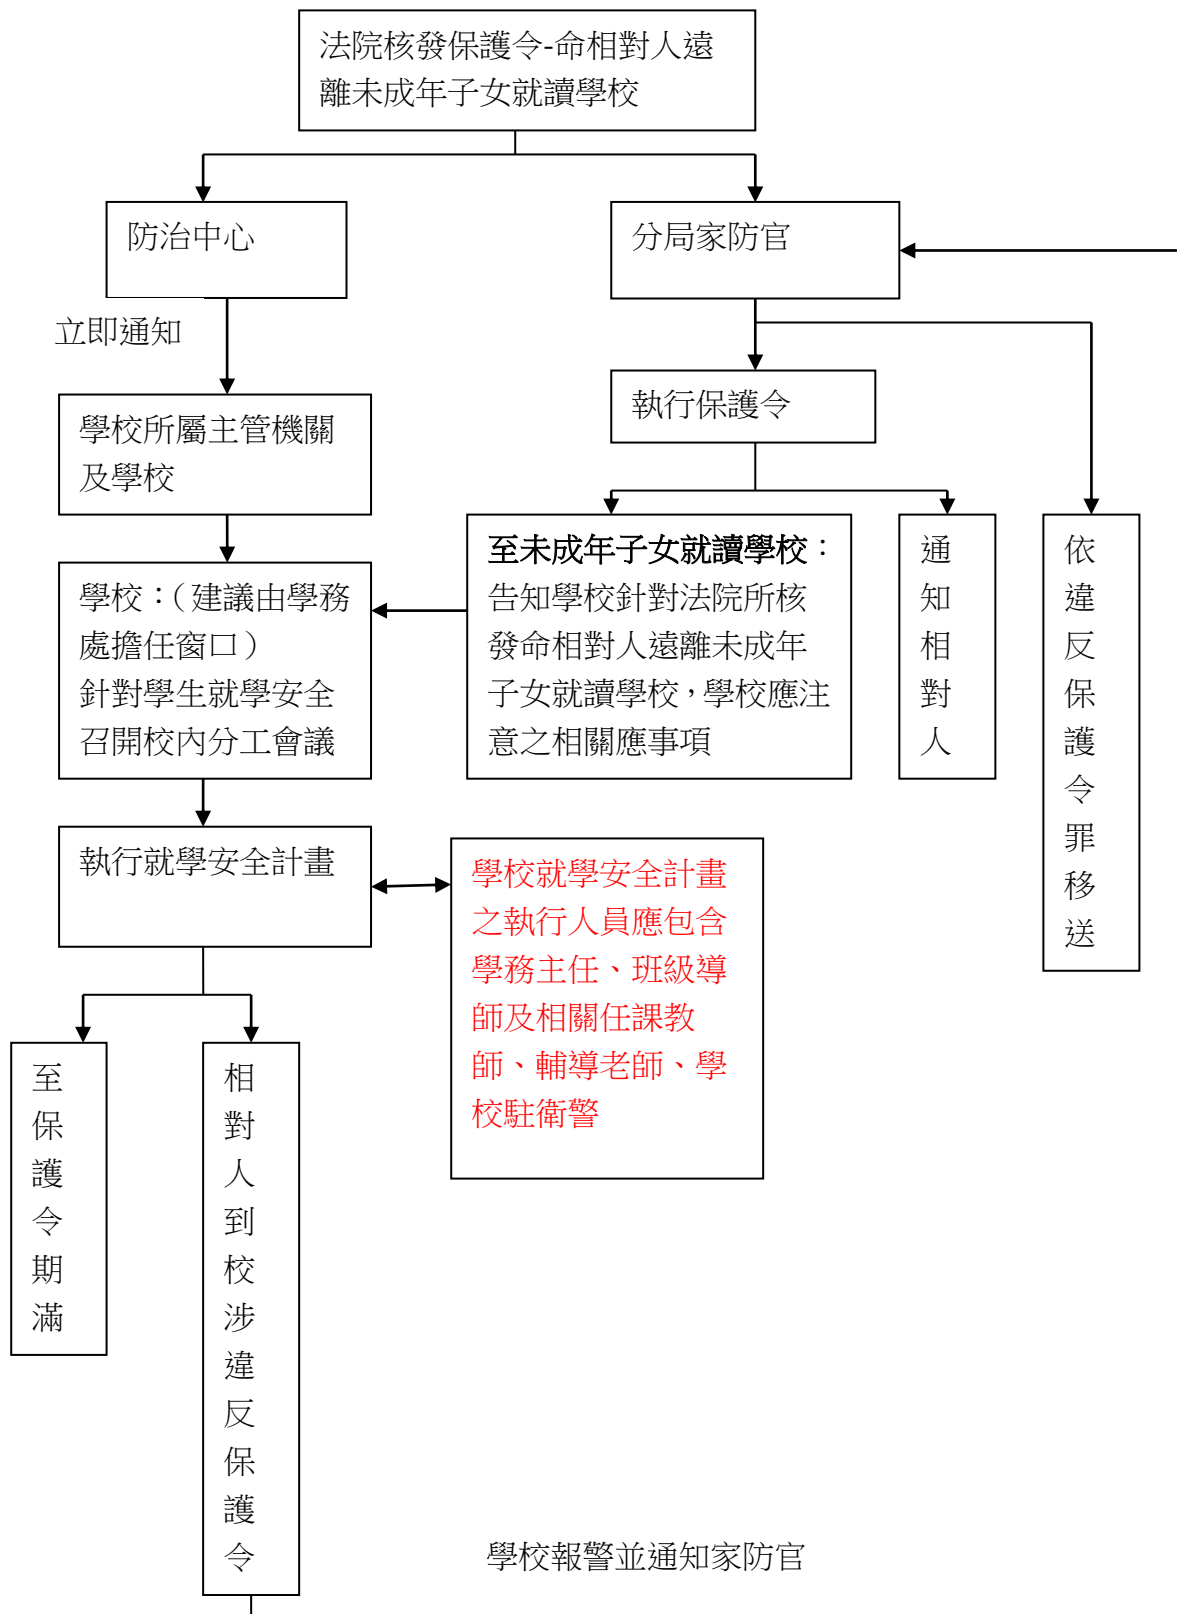 法院核發保護令-命相對人遠
離未成年子女就讀學校
防治中心
分局家防官
立即通知
學校所屬主管機關
及學校
執行保護令
學校：（建議由學務
處擔任窗口）
針對學生就學安全
召開校內分工會議
至未成年子女就讀學校：
告知學校針對法院所核
發命相對人遠離未成年
子女就讀學校，學校應注
意之相關應事項
通知相對人
依違反保護令罪移送
執行就學安全計畫
學校就學安全計畫
之執行人員應包含
學務主任、班級導
師及相關任課教
師、輔導老師、學
校駐衛警
至保護令期滿
相對人到校涉違反保護令
學校報警並通知家防官